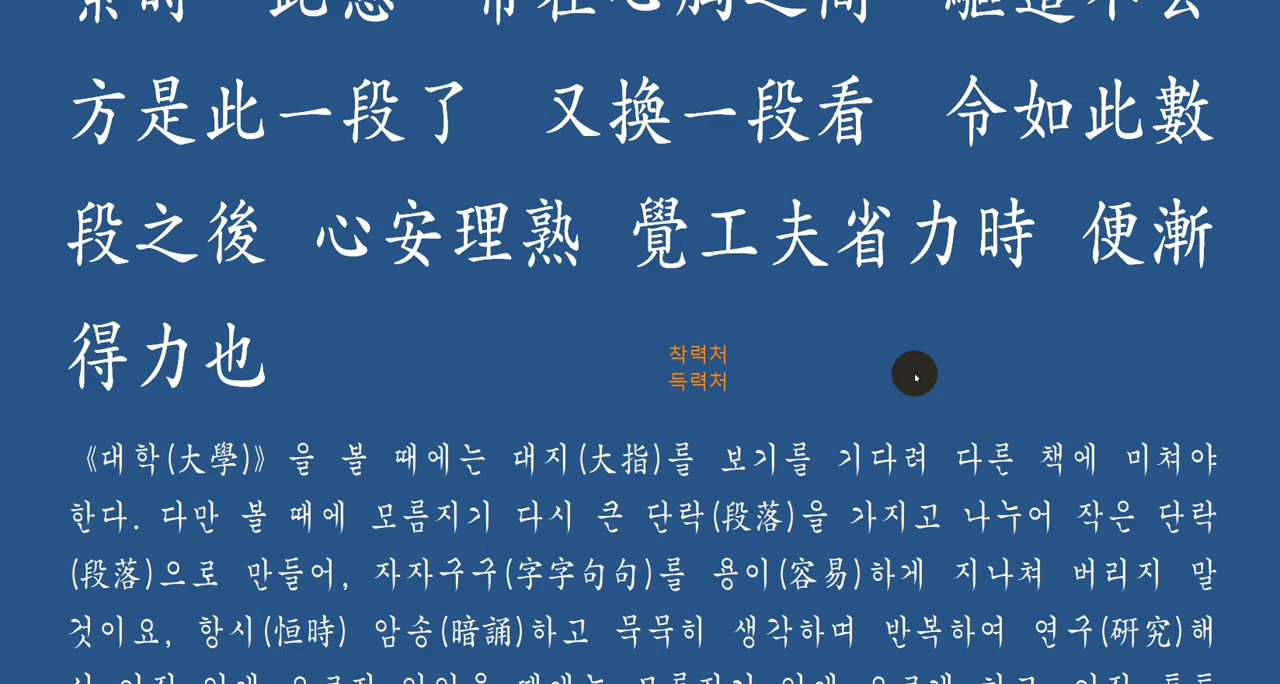 方是此一段了 又換一段看 令如此數
段之後 心安理熟 覺工夫省力時 便漸
得力也
착력처
득력처
《대학(大學)》을 볼 때에는 대지(大指)를 보기를 기다려 다른 책에 미쳐야
한다. 다만 볼 때에 모름지기 다시 큰 단락(段落)을 가지고 나누어 작은 단락
(段落)으로 만들어, 자자구구(字字句句)를 용이(容易)하게 지나쳐 버리지 말
것이요, 항시(恒時) 암송(暗誦)하고 묵묵히 생각하며 반복하여 연구(硏究)해